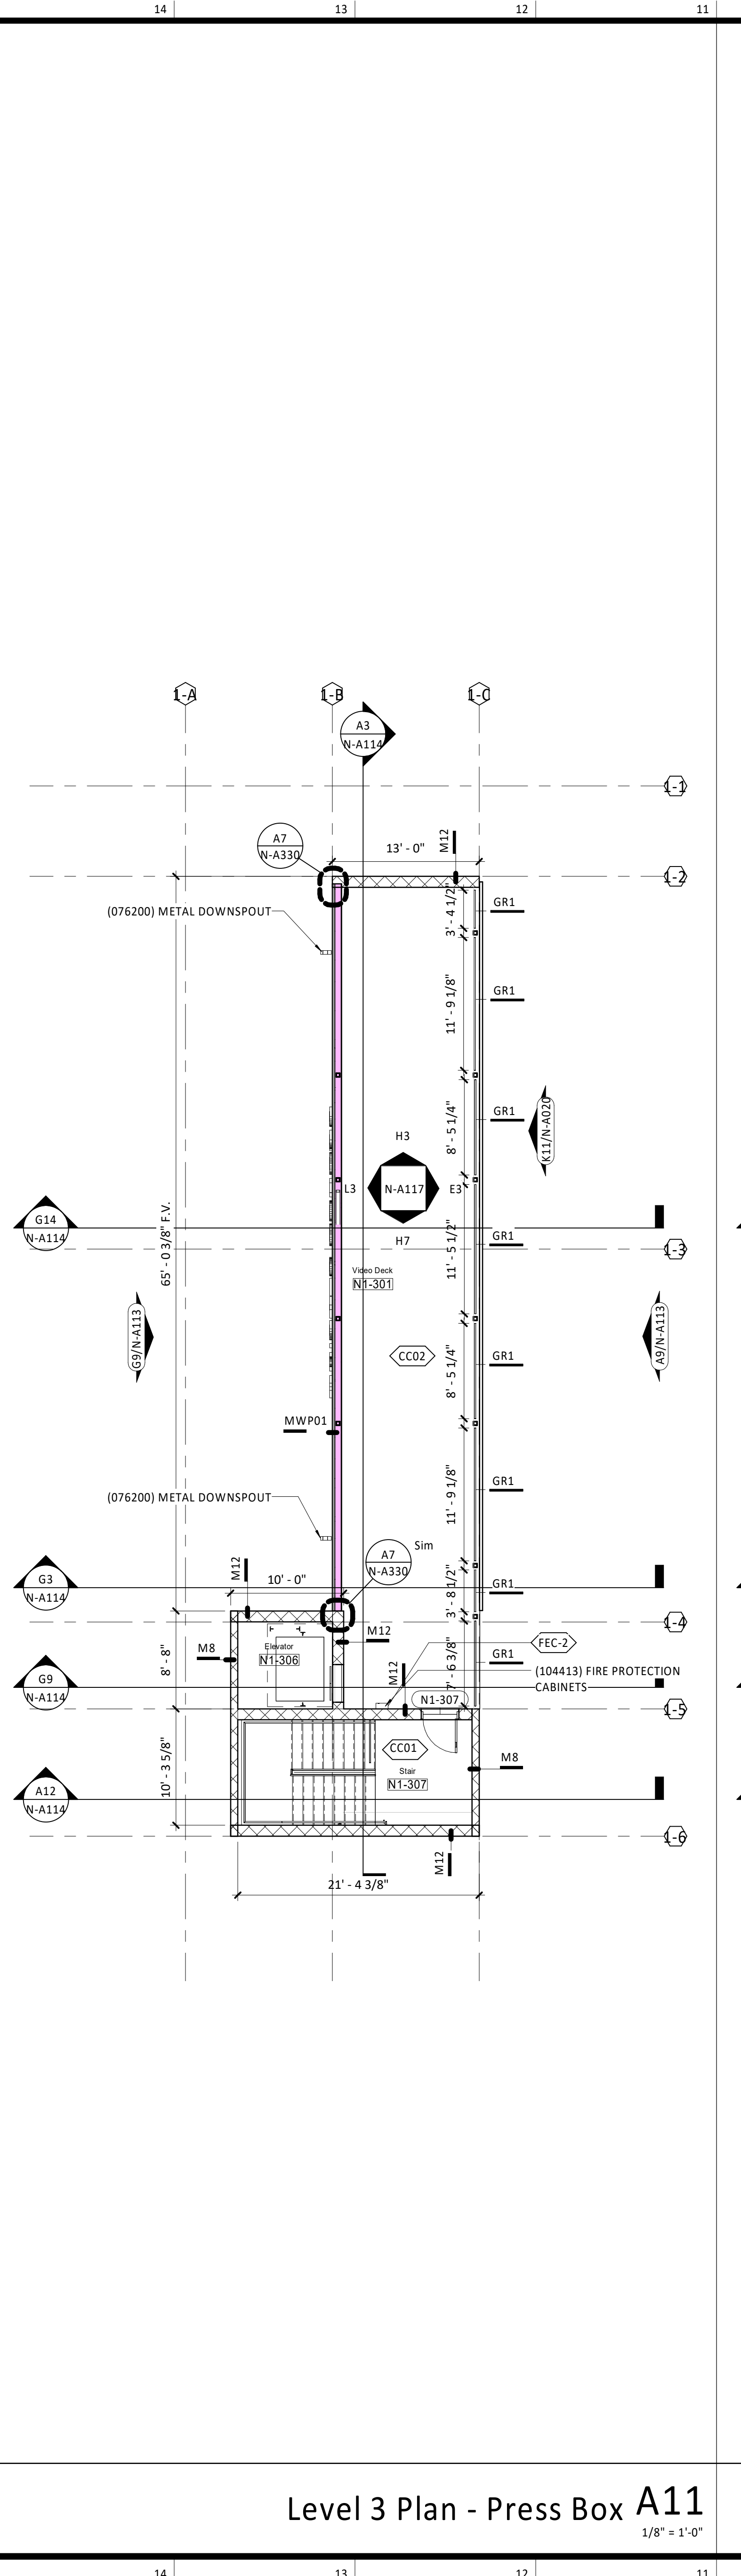 14
13
12
11
1-A
1-B
1-C
A3
N-A114
1-1
A7
N-A330
13' - 0"
M12
1-2
(076200) METAL DOWNSPOUT
3' - 4 1/2"
GR1
11' - 9 1/8"
GR1
8' - 5 1/4"
GR1
K11/N-A020
H3
L3
N-A117
E3
H7
G14
N-A114
65' - 0 3/8" F.V.
11' - 5 1/2"
GR1
1-3
Video Deck
N1-301
G9/N-A113
A9/N-A113
CC02
8' - 5 1/4"
GR1
MWP01
11' - 9 1/8"
GR1
(076200) METAL DOWNSPOUT
Sim
A7
N-A330
G3
N-A114
M12
10' - 0"
3' - 8 1/2"
GR1
1-4
M12
FEC-2
M8
8' - 8"
Elevator
N1-306
M12
7' - 6 3/8"
GR1
(104413) FIRE PROTECTION
CABINETS
G9
N-A114
N1-307
1-5
CC01
M8
10' - 3 5/8"
Stair
N1-307
A12
N-A114
1-6
M12
21' - 4 3/8"
Level 3 Plan - Press Box
A11
1/8" = 1'-0"
14
13
12
11